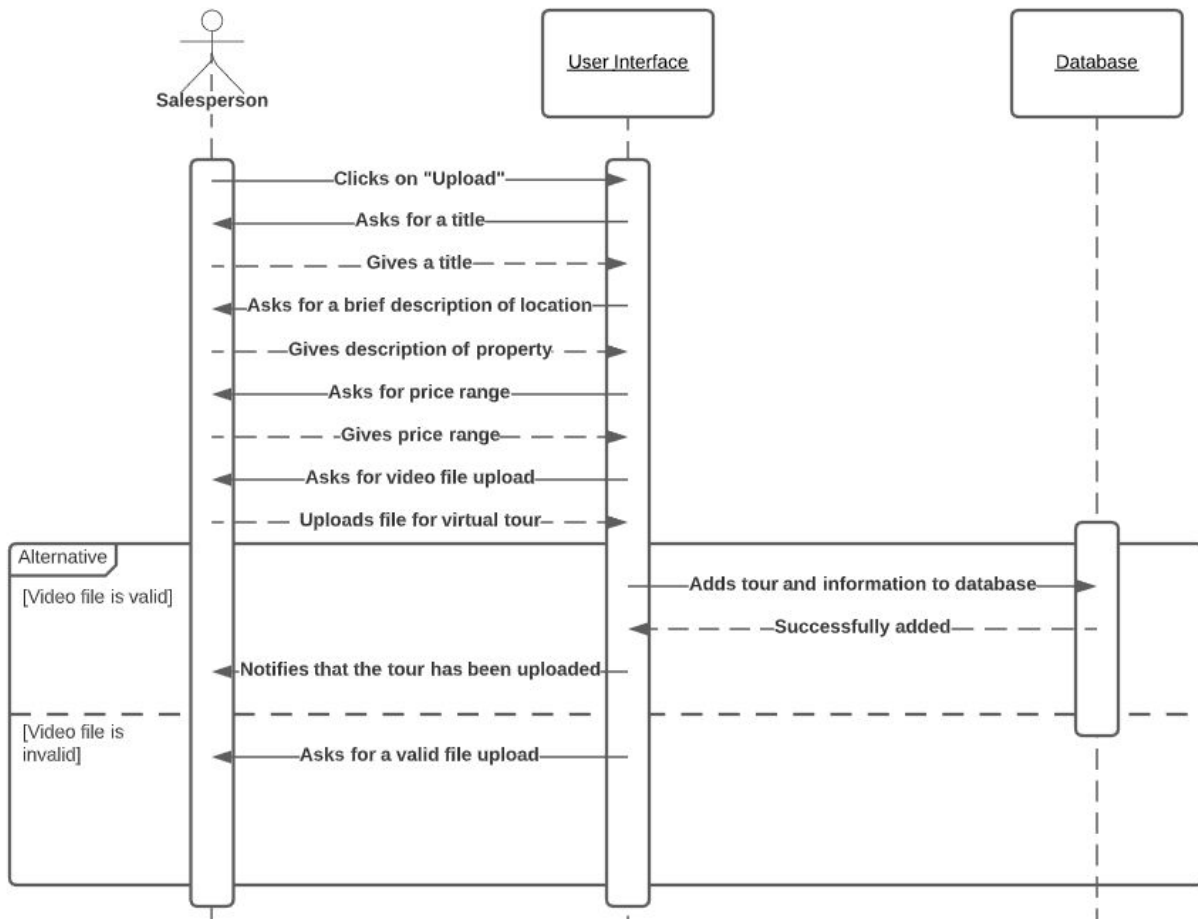 Salesperson
User Interface
Database
Clicks on "Upload"
Asks for a title
Gives a title
Asks for a brief description of location
Gives description of property
Asks for price range
Gives price range
Asks for video file upload
Uploads file for virtual tour
Alternative
[Video file is valid]
Adds tour and information to database
Successfully added
Notifies that the tour has been uploaded
[Video file is
invalid]
Asks for a valid file upload